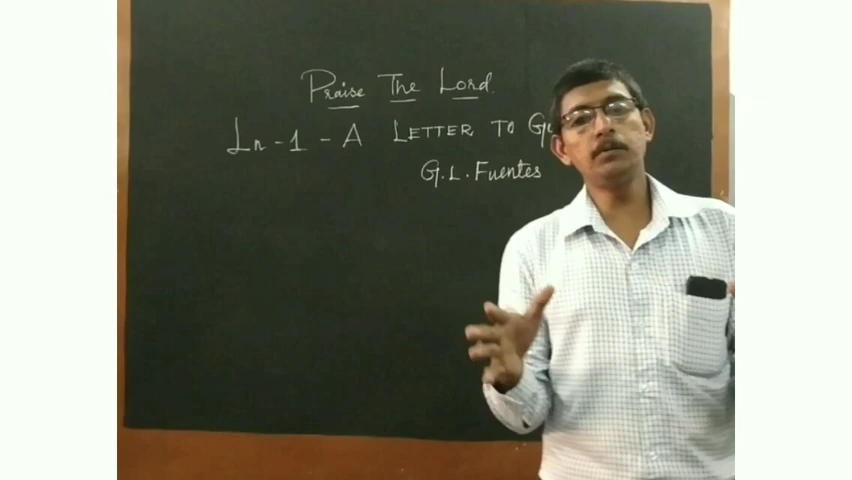 Praise The Lord.
Ln - 1 - A LETTER TO
G. L. Fuentes